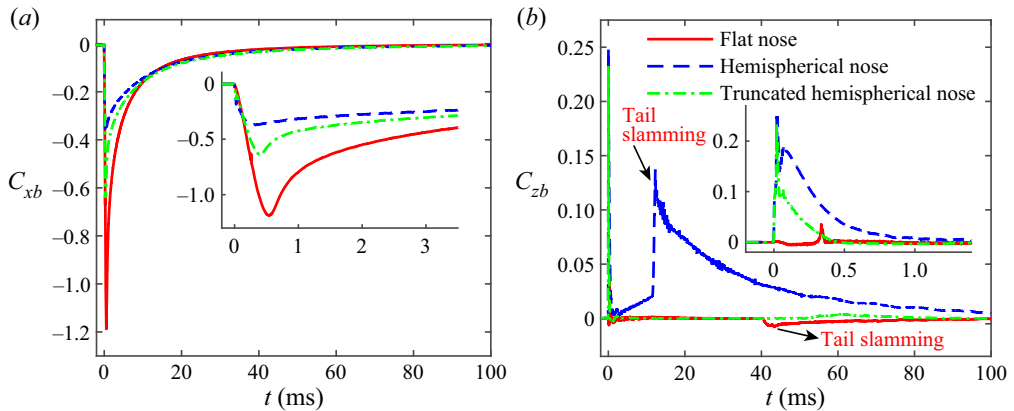 (a)
0
–0.2
–0.4
–0.6
–0.8
–1.0
–1.2
C_xb
0
–0.5
–1.0
0 1 2 3
0 20 40 60 80 100
t (ms)
(b)
0.25
0.20
0.15
0.10
0.05
0
C_zb
Flat nose
Hemispherical nose
Truncated hemispherical nose
Tail
slamming
0.2
0.1
0
0 0.5 1.0
Tail slamming
0 20 40 60 80 100
t (ms)